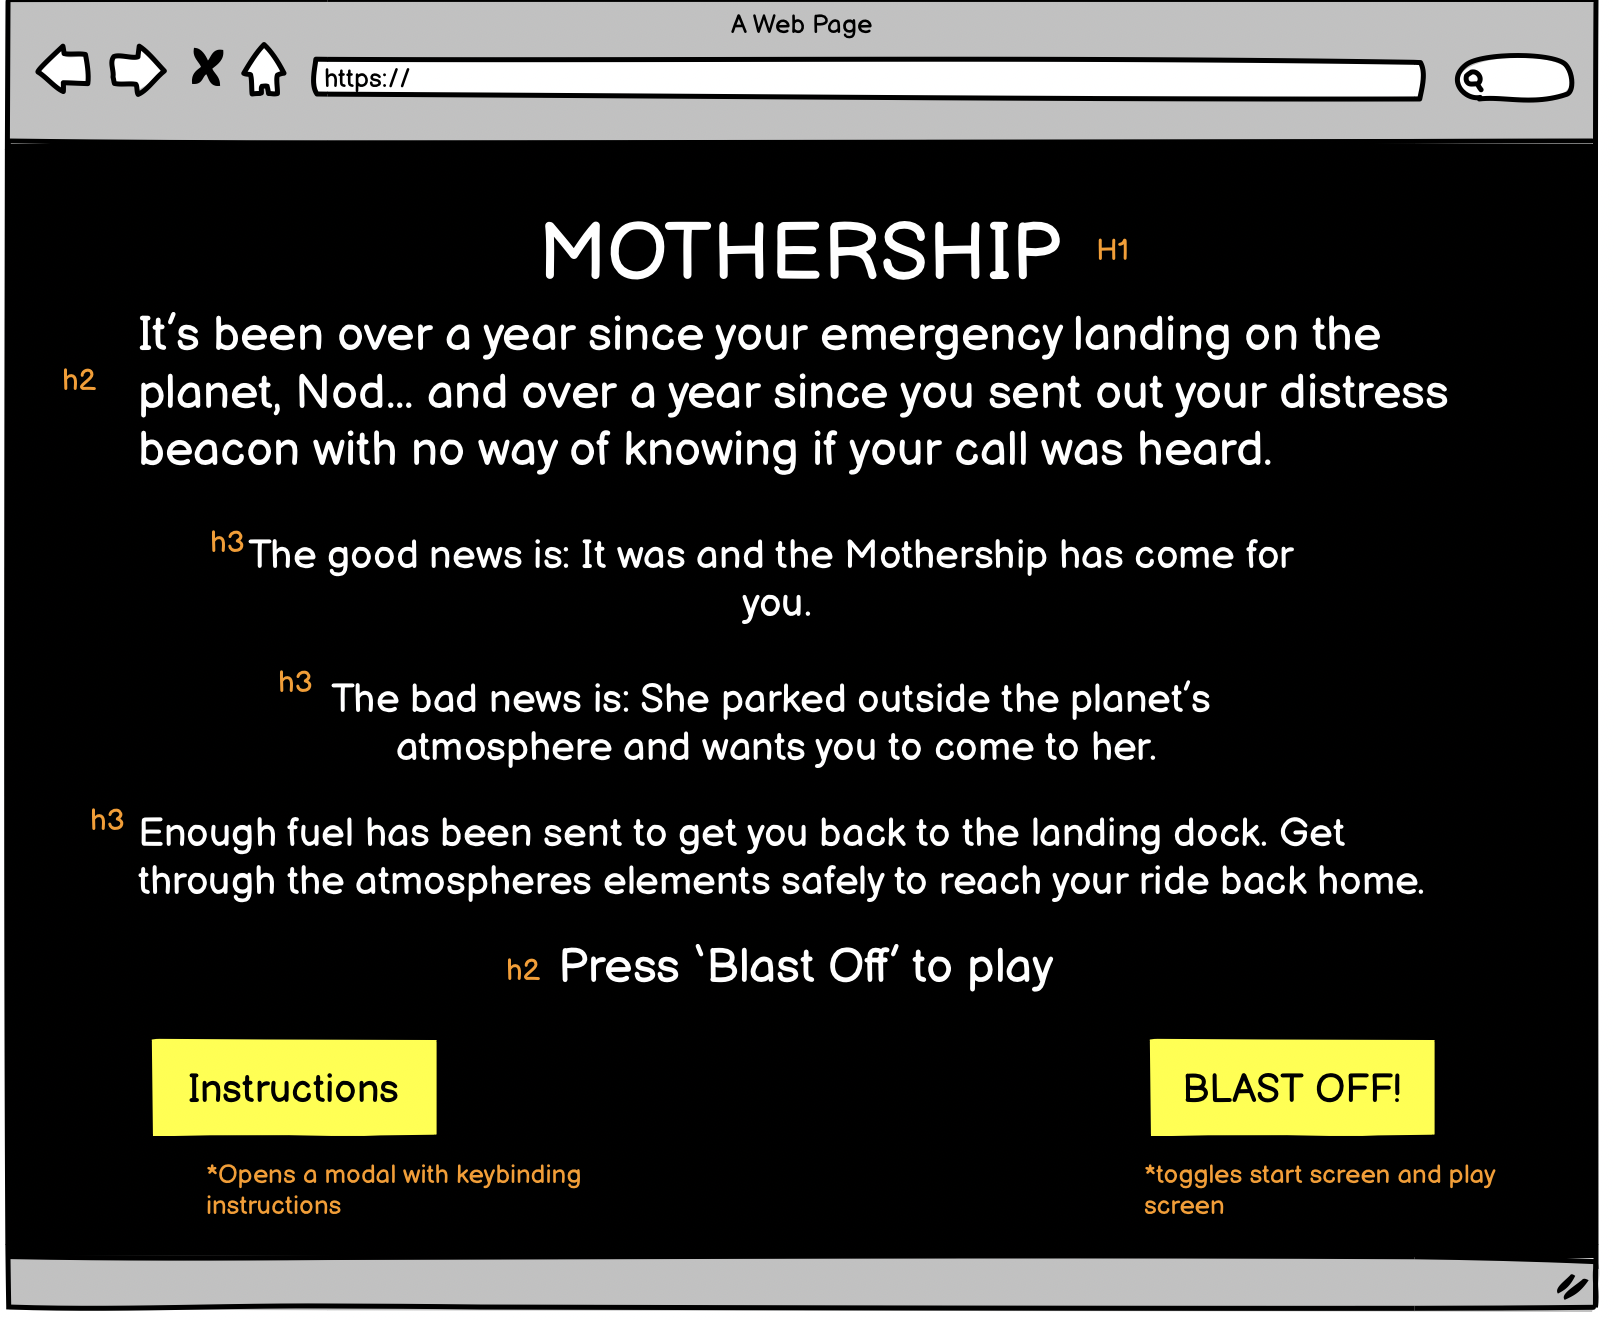 A Web Page
https://
MOTHERSHIP H1
It's been over a year since your emergency landing on the
h2
planet, Nod... and over a year since you sent out your distress
beacon with no way of knowing if your call was heard.
h3 The good news is: It was and the Mothership has come for
you.
h3 The bad news is: She parked outside the planet's
atmosphere and wants you to come to her.
h3 Enough fuel has been sent to get you back to the landing dock. Get
through the atmospheres elements safely to reach your ride back home.
h2 Press ‘Blast Off’ to play
Instructions
BLAST OFF!
*Opens a modal with keybinding
instructions
*toggles start screen and play
screen